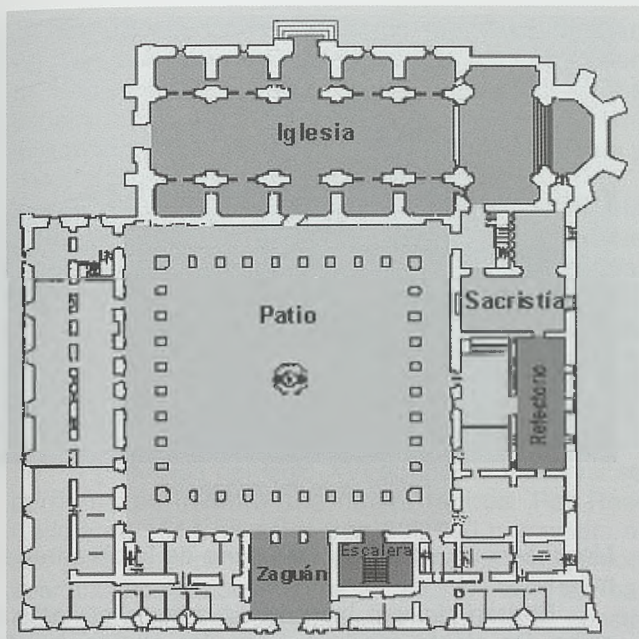 Iglesia
Patio
Sacristía
Refectorio
Escalera
Zaguán